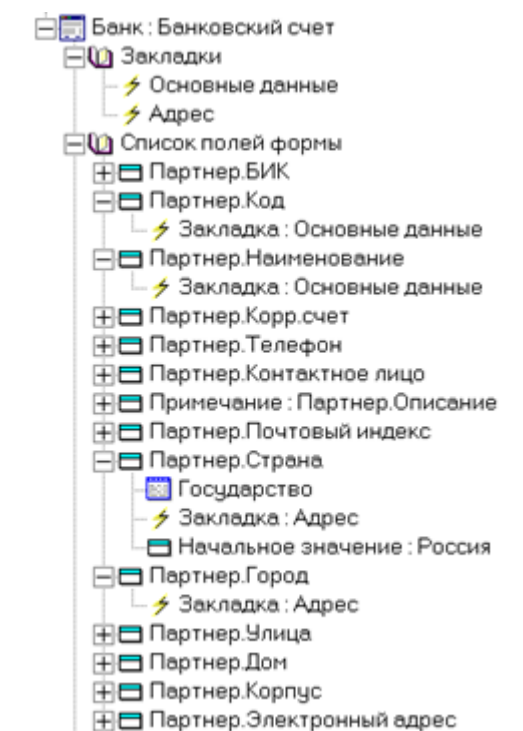 Банк : Банковский счет
Закладки
Основные данные
Адрес
Список полей формы
Партнер.БИК
Партнер.Код
Закладка : Основные данные
Партнер.Наименование
Закладка : Основные данные
Партнер.Корр.счет
Партнер.Телефон
Партнер.Контактное лицо
Примечание : Партнер.Описание
Партнер.Почтовый индекс
Партнер.Страна
Государство
Закладка : Адрес
Начальное значение : Россия
Партнер.Город
Закладка : Адрес
Партнер.Улица
Партнер.Дом
Партнер.Корпус
Партнер.Электронный адрес